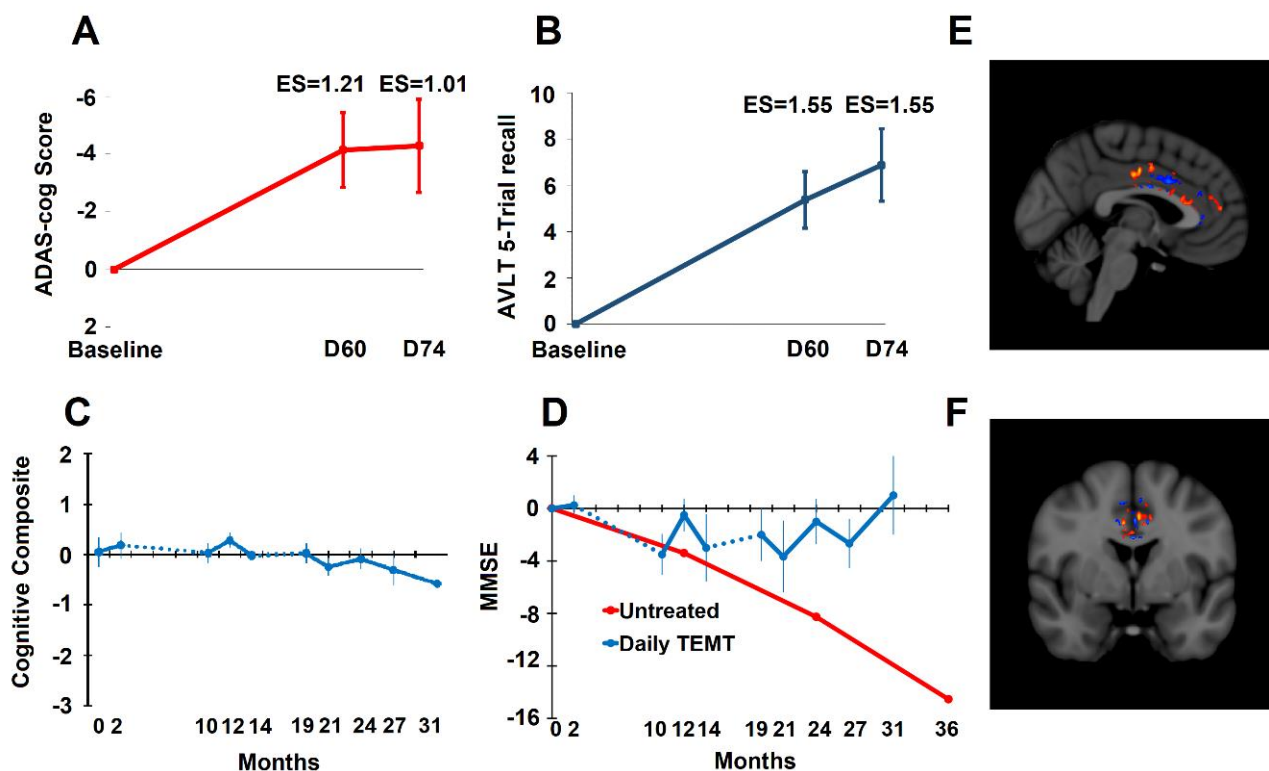 A
ES=1.21 ES=1.01
-6
-4
-2
0
2
ADAS-cog Score
Baseline D60 D74
B
ES=1.55 ES=1.55
10
8
6
4
2
0
AVLT 5-Trial recall
Baseline D60 D74
E
C
2
1
0
-1
-2
-3
Cognitive Composite
0 2 10 12 14 19 21 24 27 31
Months
D
4
0
-4
-8
-12
-16
MMSE
Untreated
Daily TEMT
2 10 12 14 19 21 24 27 31 36
Months
F